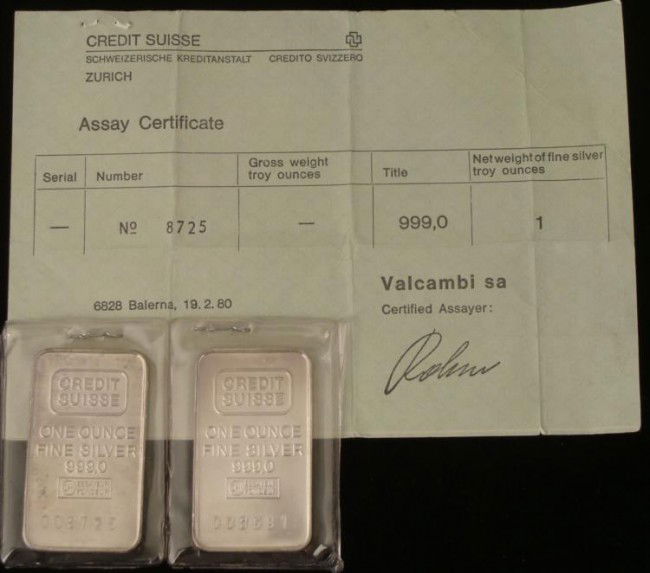 CREDIT SUISSE
SCHWEIZERISCHE KREDITANSTALT CREDITO SVIZZERO
ZURICH
Assay Certificate
Serial Number Gross weight troy ounces Title Net weight of fine silver troy ounces
— Nº 8725 — 999,0 1
6828 Balerna, 19.2.80
Valcambi sa
Certified Assayer:
CREDIT
SUISSE
ONE OUNCE
FINE SILVER
999,0
008725
CREDIT
SUISSE
ONE OUNCE
FINE SILVER
999,0